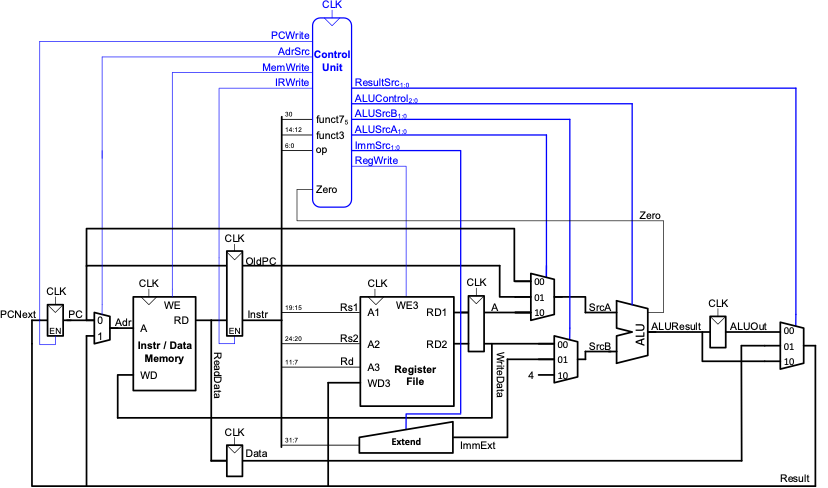 CLK
PCWrite
AdrSrc
MemWrite
IRWrite
Control
Unit
ResultSrc1:0
ALUControl2:0
ALUSrcB1:0
ALUSrcA1:0
ImmSrc1:0
RegWrite
30
funct75
14:12
funct3
6:0
op
Zero
Zero
CLK
OldPC
CLK
CLK
CLK
CLK
CLK
PCNext
PC
EN
0
1
Adr
A
WE
RD
Instr / Data
Memory
WD
EN
Instr
ReadData
19:15
Rs1
A1
WE3
RD1
24:20
Rs2
A2
RD2
11:7
Rd
A3
WD3
Register
File
A
WriteData
00
01
10
SrcA
00
01
10
4
SrcB
ALU
ALUResult
ALUOut
00
01
10
31:7
Extend
ImmExt
CLK
Data
Result